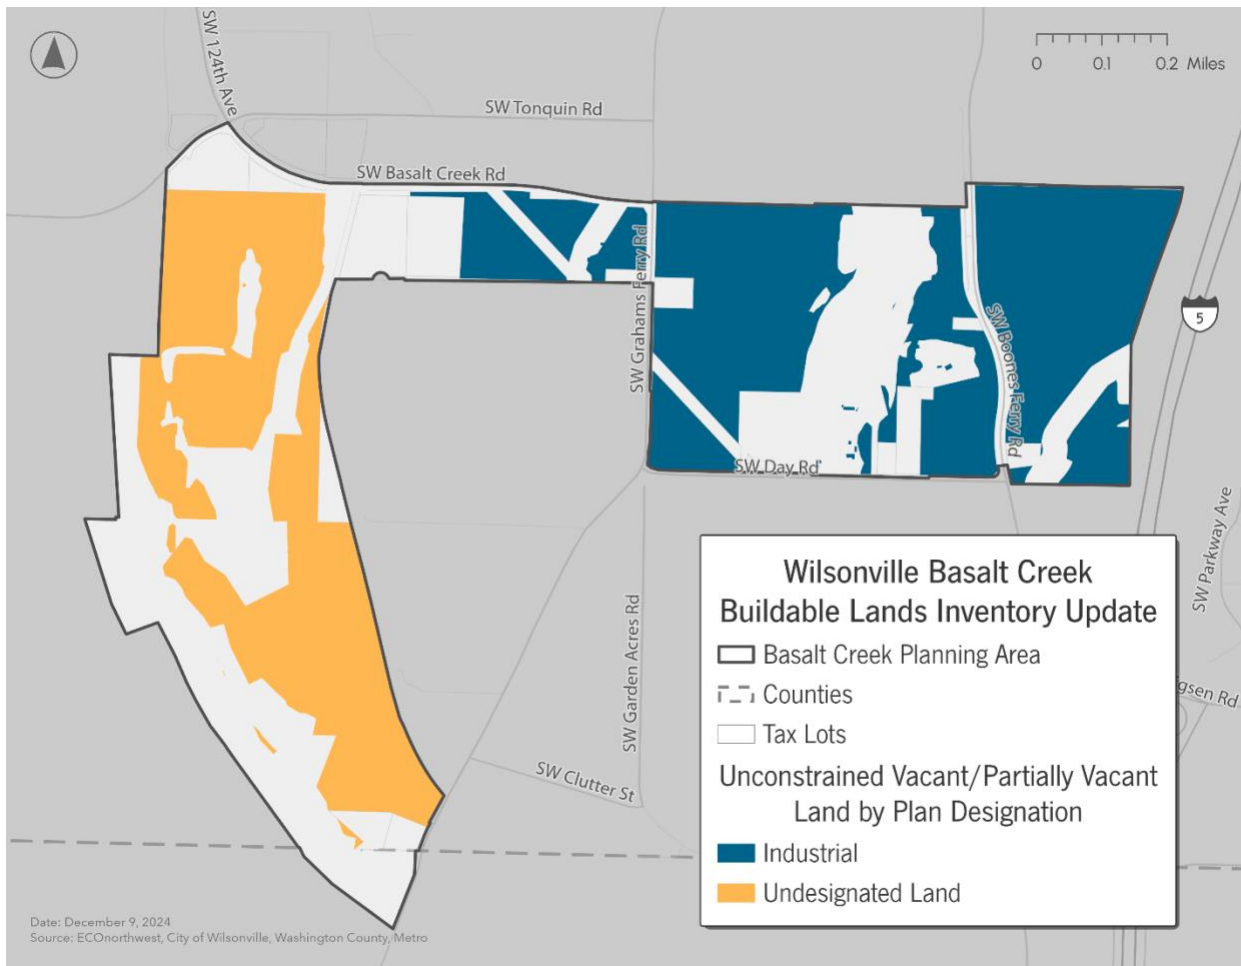 SW 124th Ave
0 0.1 0.2 Miles
SW Tonquin Rd
SW Basalt Creek Rd
SW Grahams Ferry Rd
SW Boones Ferry Rd
5
SW Day Rd
SW Parkway Ave
gsen Rd
SW Garden Acres Rd
SW Clutter St
Wilsonville Basalt Creek
Buildable Lands Inventory Update
Basalt Creek Planning Area
Counties
Tax Lots
Unconstrained Vacant/Partially Vacant
Land by Plan Designation
Industrial
Undesignated Land
Date: December 9, 2024
Source: ECOnorthwest, City of Wilsonville, Washington County, Metro